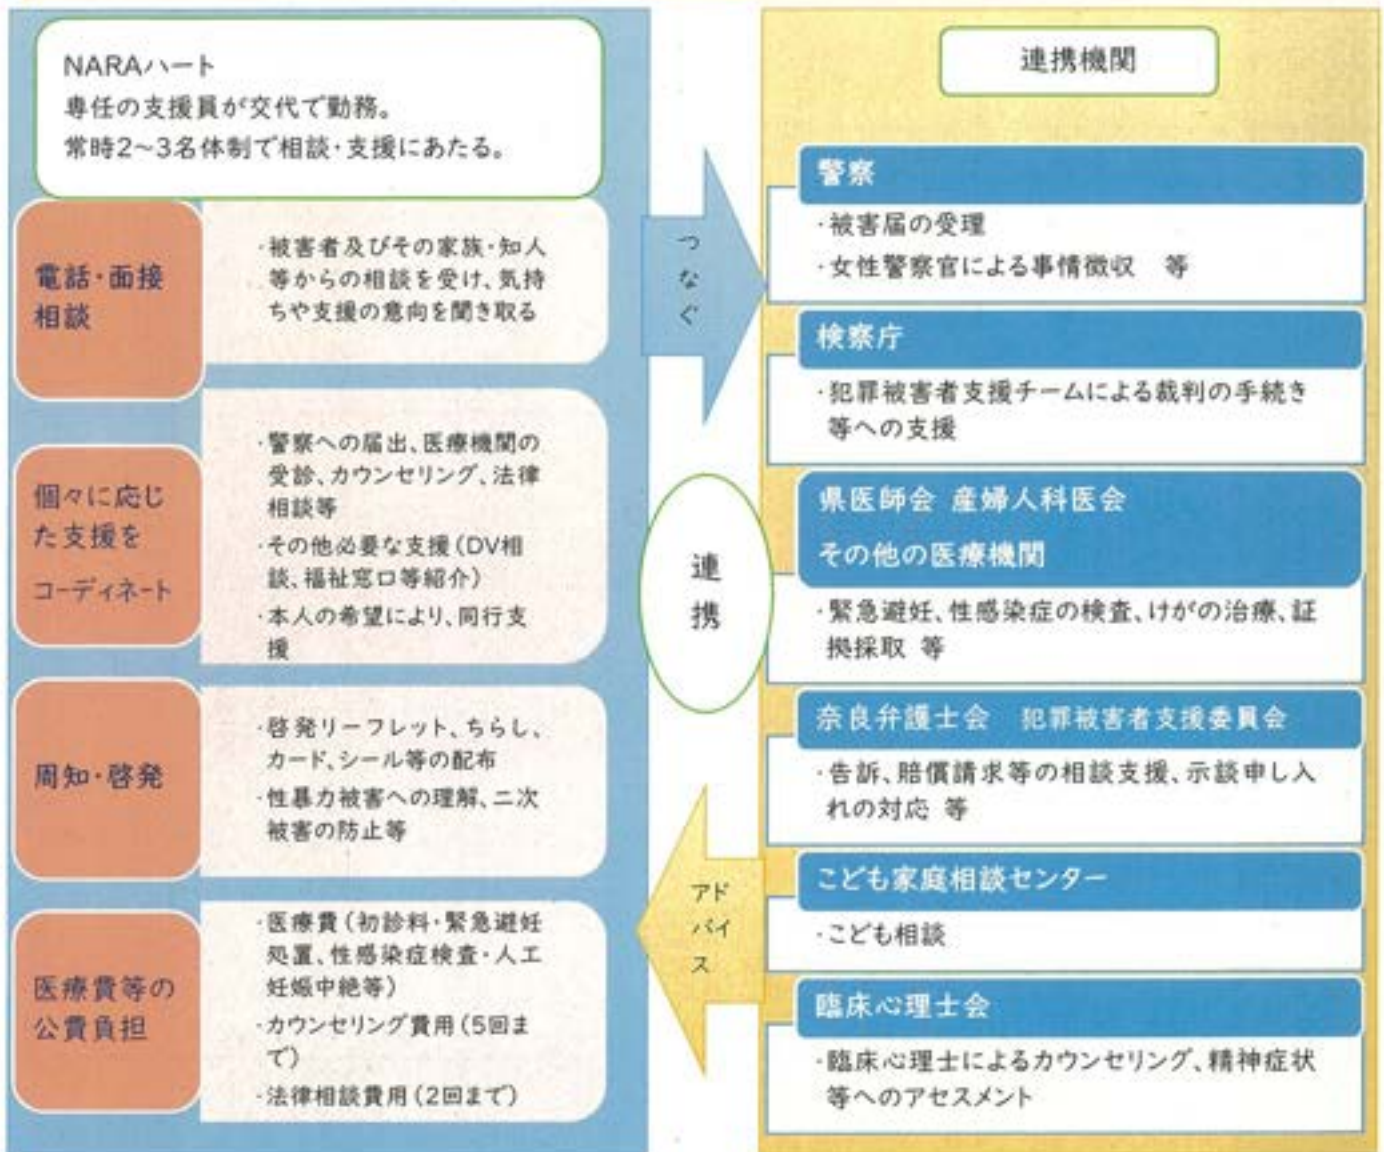 NARAハート
専任の支援員が交代で勤務。
常時2～3名体制で相談・支援にあたる。
電話・面接
相談
・被害者及びその家族・知人
等からの相談を受け、気持
ちや支援の意向を聞き取る
個々に応じ
た支援を
コーディネート
・警察への届出、医療機関の
受診、カウンセリング、法律
相談等
・その他必要な支援(DV相
談、福祉窓口等紹介)
・本人の希望により、同行支
援
周知・啓発
・啓発リーフレット、ちらし、
カード、シール等の配布
・性暴力被害への理解、二次
被害の防止等
医療費等の
公費負担
・医療費(初診料・緊急避妊
処置、性感染症検査・人工
妊娠中絶等)
・カウンセリング費用(5回ま
で)
・法律相談費用(2回まで)
つ
な
ぐ
連
携
アド
バイ
ス
連携機関
警察
・被害届の受理
・女性警察官による事情徴収　等
検察庁
・犯罪被害者支援チームによる裁判の手続き
等への支援
県医師会 産婦人科医会
その他の医療機関
・緊急避妊、性感染症の検査、けがの治療、証
拠採取 等
奈良弁護士会　犯罪被害者支援委員会
・告訴、賠償請求等の相談支援、示談申し入
れの対応 等
こども家庭相談センター
・こども相談
臨床心理士会
・臨床心理士によるカウンセリング、精神症状
等へのアセスメント